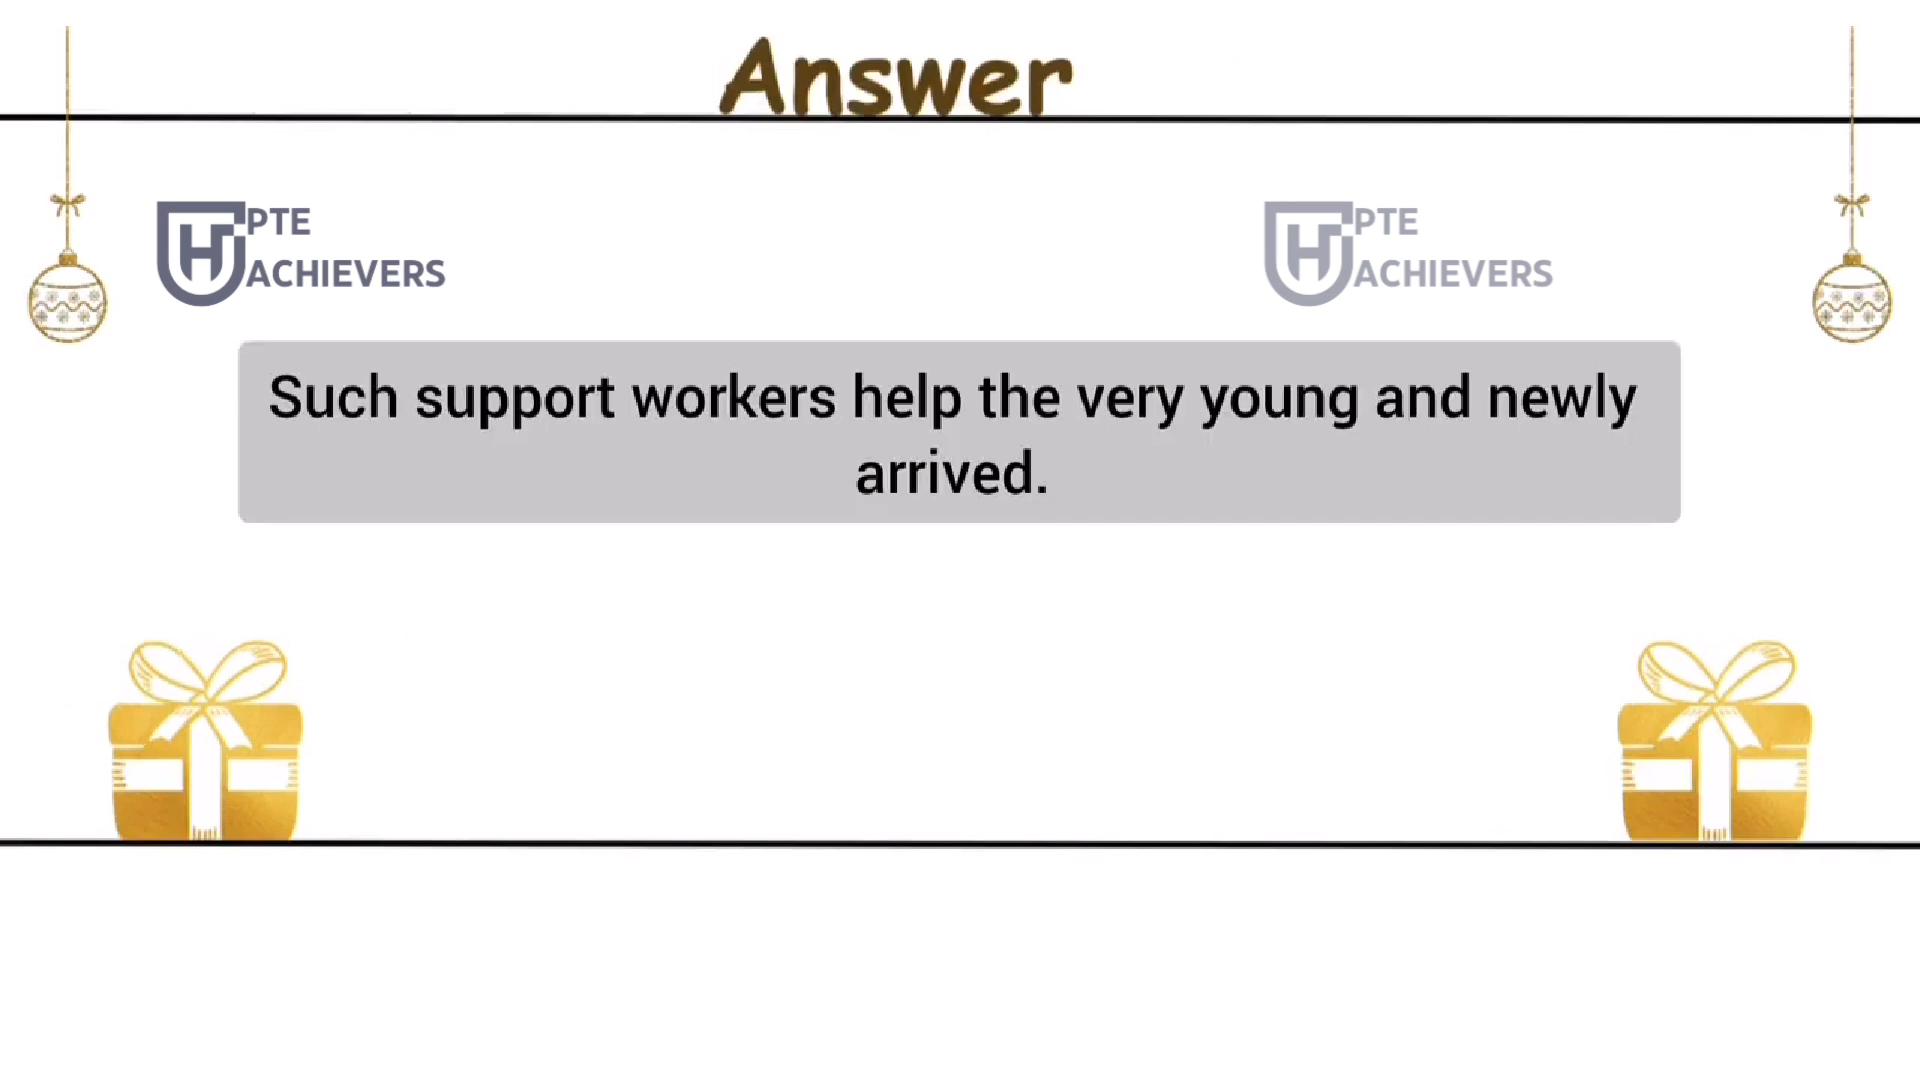 Answer
PTE
ACHIEVERS
PTE
ACHIEVERS
Such support workers help the very young and newly
arrived.